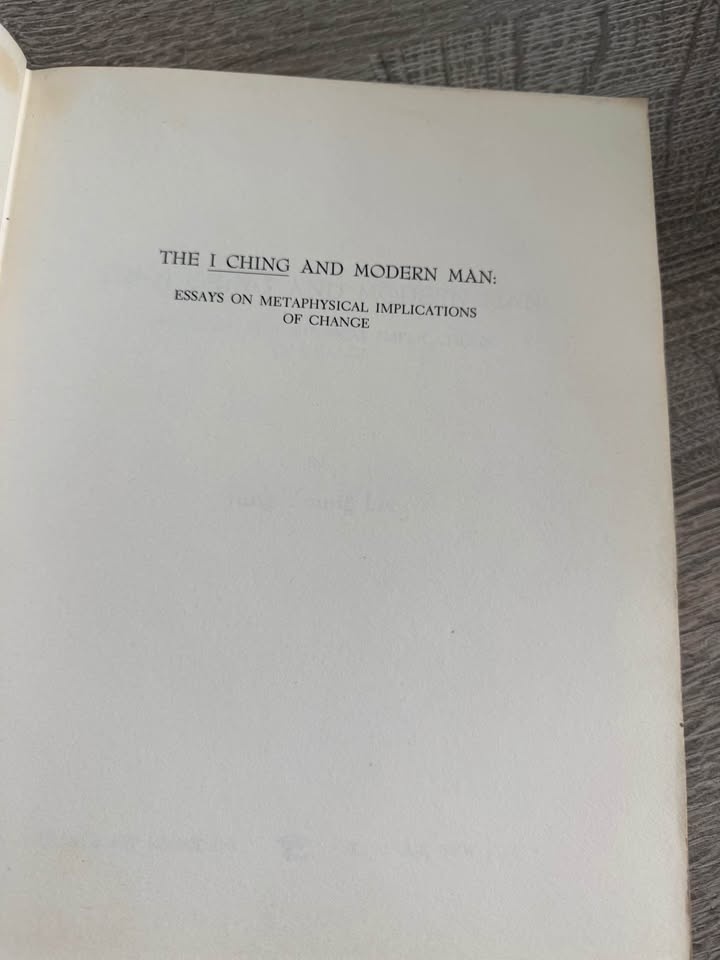 THE I CHING AND MODERN MAN:
ESSAYS ON METAPHYSICAL IMPLICATIONS
OF CHANGE